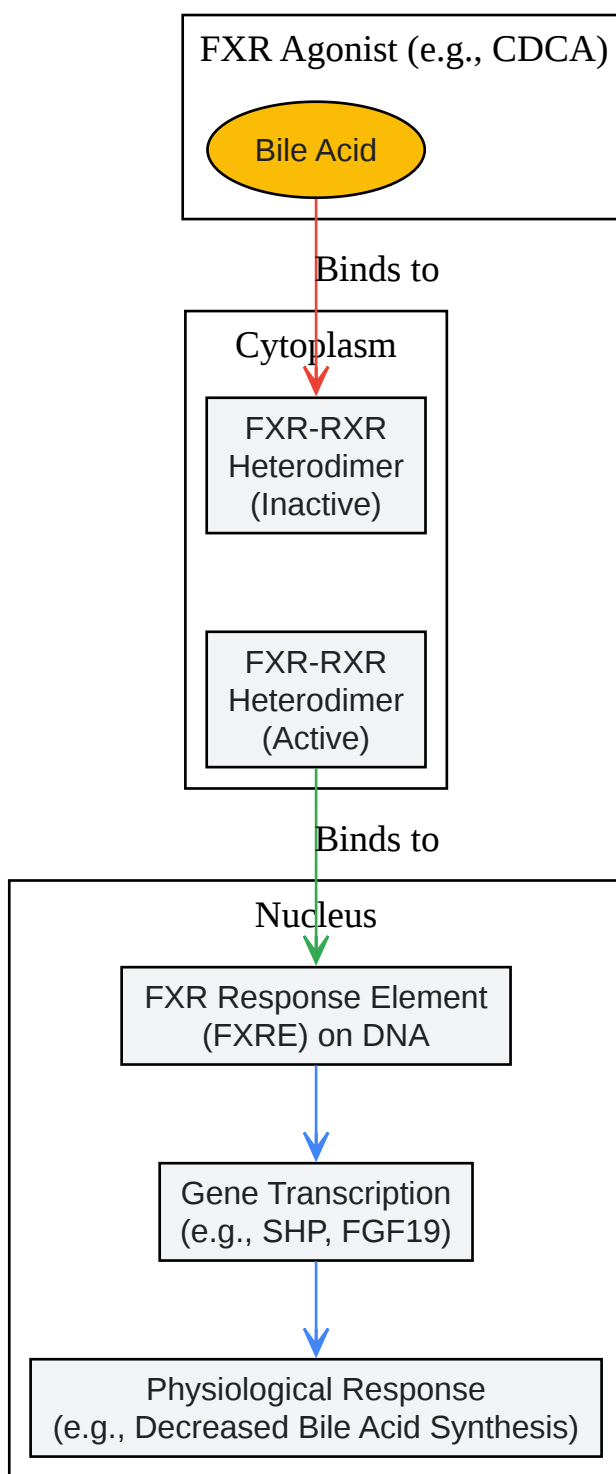 FXR Agonist (e.g., CDCA)
Bile Acid
Binds to
Cytoplasm
FXR-RXR
Heterodimer
(Inactive)
FXR-RXR
Heterodimer
(Active)
Binds to
Nucleus
FXR Response Element
(FXRE) on DNA
Gene Transcription
(e.g., SHP, FGF19)
Physiological Response
(e.g., Decreased Bile Acid Synthesis)